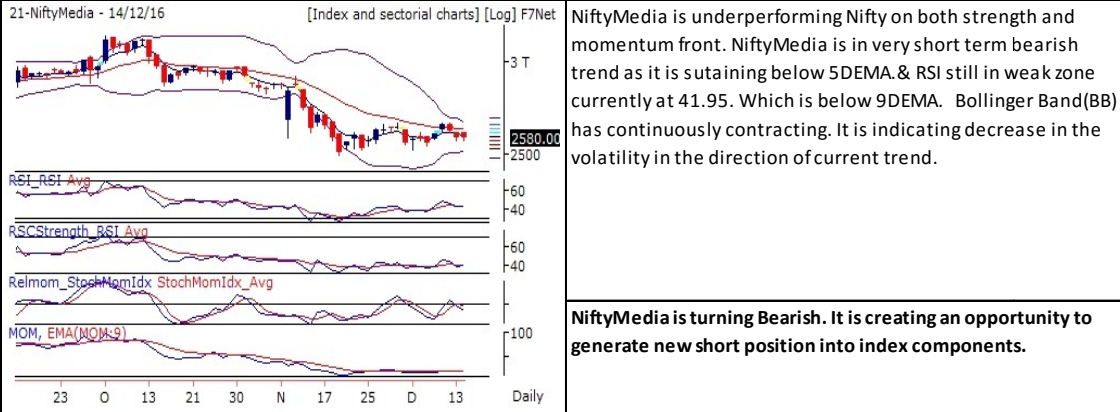 21-NiftyMedia - 14/12/16 [Index and sectorial charts] [Log] F7Net
3 T
2580.00
2500
RSI_RSI Avg
60
40
RSCStrength_RSI Avg
60
40
Relmom_StochMomIdx StochMomIdx_Avg
MOM, EMA(MOM:9)
100
23 O 13 21 30 N 17 25 D 13 Daily
NiftyMedia is underperforming Nifty on both strength and
momentum front. NiftyMedia is in very short term bearish
trend as it is sutaining below 5DEMA.& RSI still in weak zone
currently at 41.95. Which is below 9DEMA. Bollinger Band(BB)
has continuously contracting. It is indicating decrease in the
volatility in the direction of current trend.
NiftyMedia is turning Bearish. It is creating an opportunity to
generate new short position into index components.